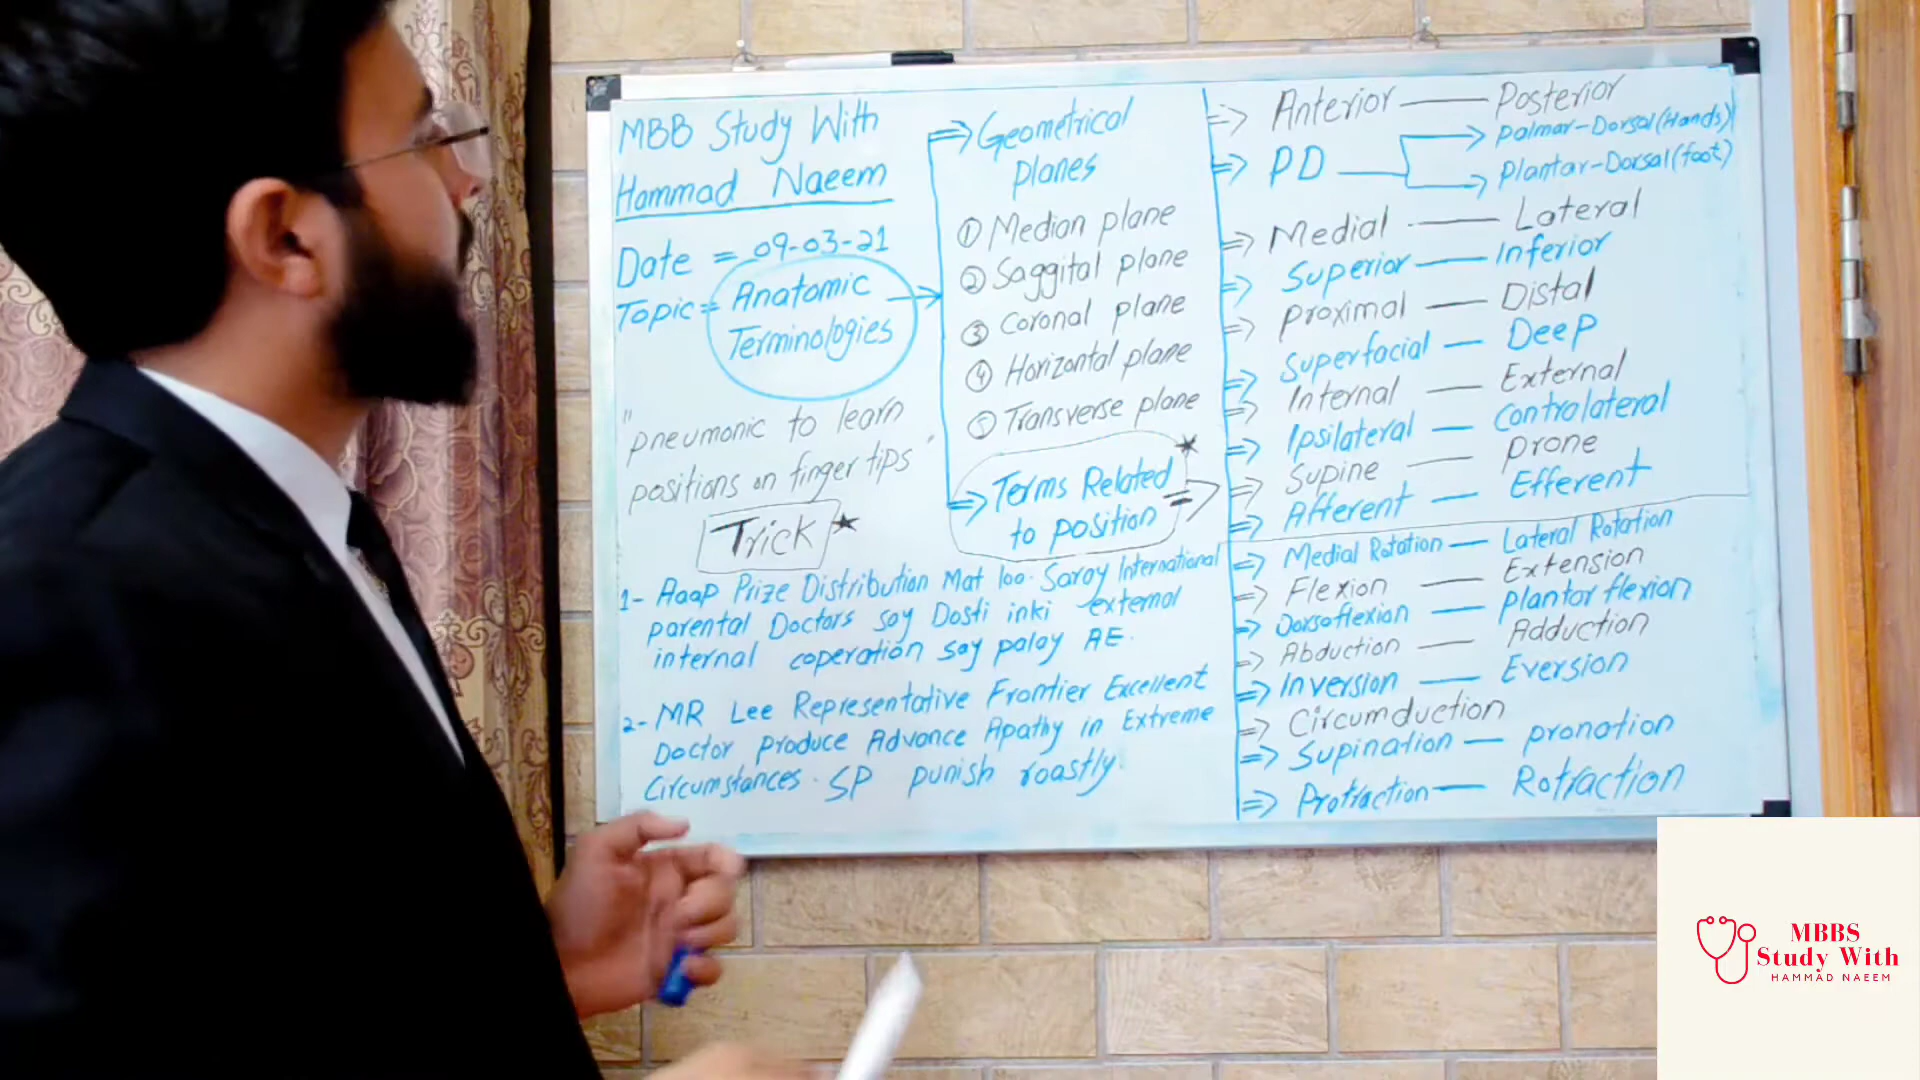 MBB Study With
Hammad Naeem
Date = 09-03-21
Topic = Anatomic
Terminologies
"pneumonic to learn
positions on finger tips"
Trick ★
1- Aaap Prize Distribution Mat loo. Saray International
parental Doctors say Dosti inki external
internal coperation say palay AE.
2- MR Lee Representative Frontier Excellent
Doctor produce Advance Apathy in Extreme
Circumstances. SP punish roastly
⇒ Geometrical
planes
① Median plane
② Saggital plane
③ Coronal plane
④ Horizontal plane
⑤ Transverse plane
⇒ Terms Related ★
to position ⇒
⇒ Anterior — Posterior
⇒ PD → Palmar-Dorsal (Hands)
→ Plantar-Dorsal (foot)
⇒ Medial — Lateral
⇒ Superior — Inferior
⇒ proximal — Distal
⇒ Superfacial — Deep
⇒ Internal — External
⇒ Ipsilateral — Contralateral
⇒ Supine — prone
⇒ Afferent — Efferent
⇒ Medial Rotation — Lateral Rotation
⇒ Flexion — Extension
⇒ Dorsoflexion — plantar flexion
⇒ Abduction — Adduction
⇒ Inversion — Eversion
⇒ Circumduction
⇒ Supination — pronation
⇒ Protraction — Rotraction
MBBS
Study With
HAMMAD NAEEM